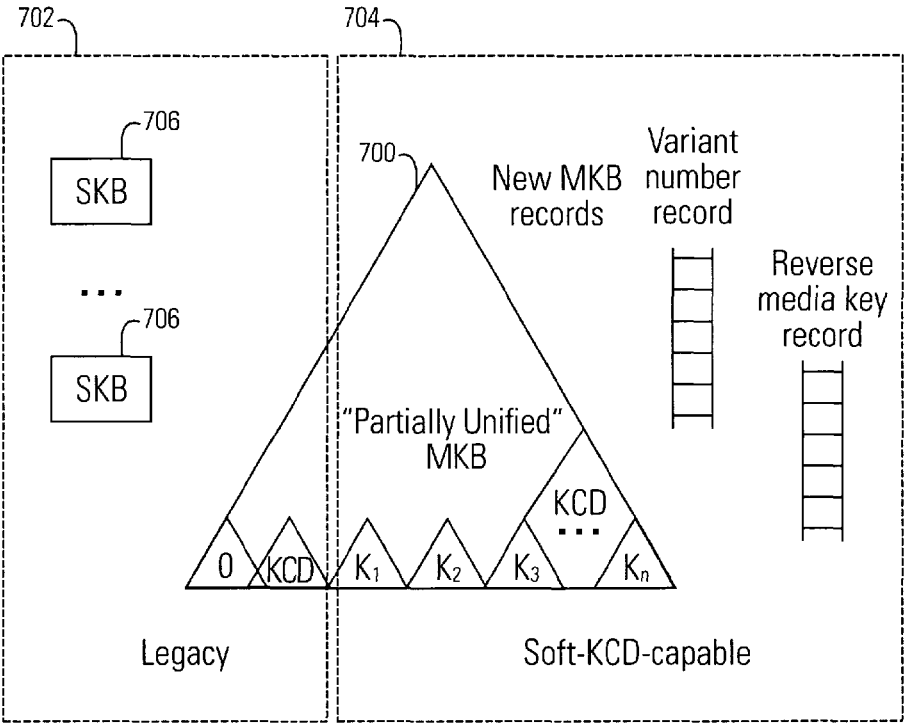 702
704
706
SKB
...
706
SKB
700
New MKB
records
Variant
number
record
Reverse
media key
record
"Partially Unified"
MKB
KCD
...
0
KCD
K1
K2
K3
Kn
Legacy
Soft-KCD-capable